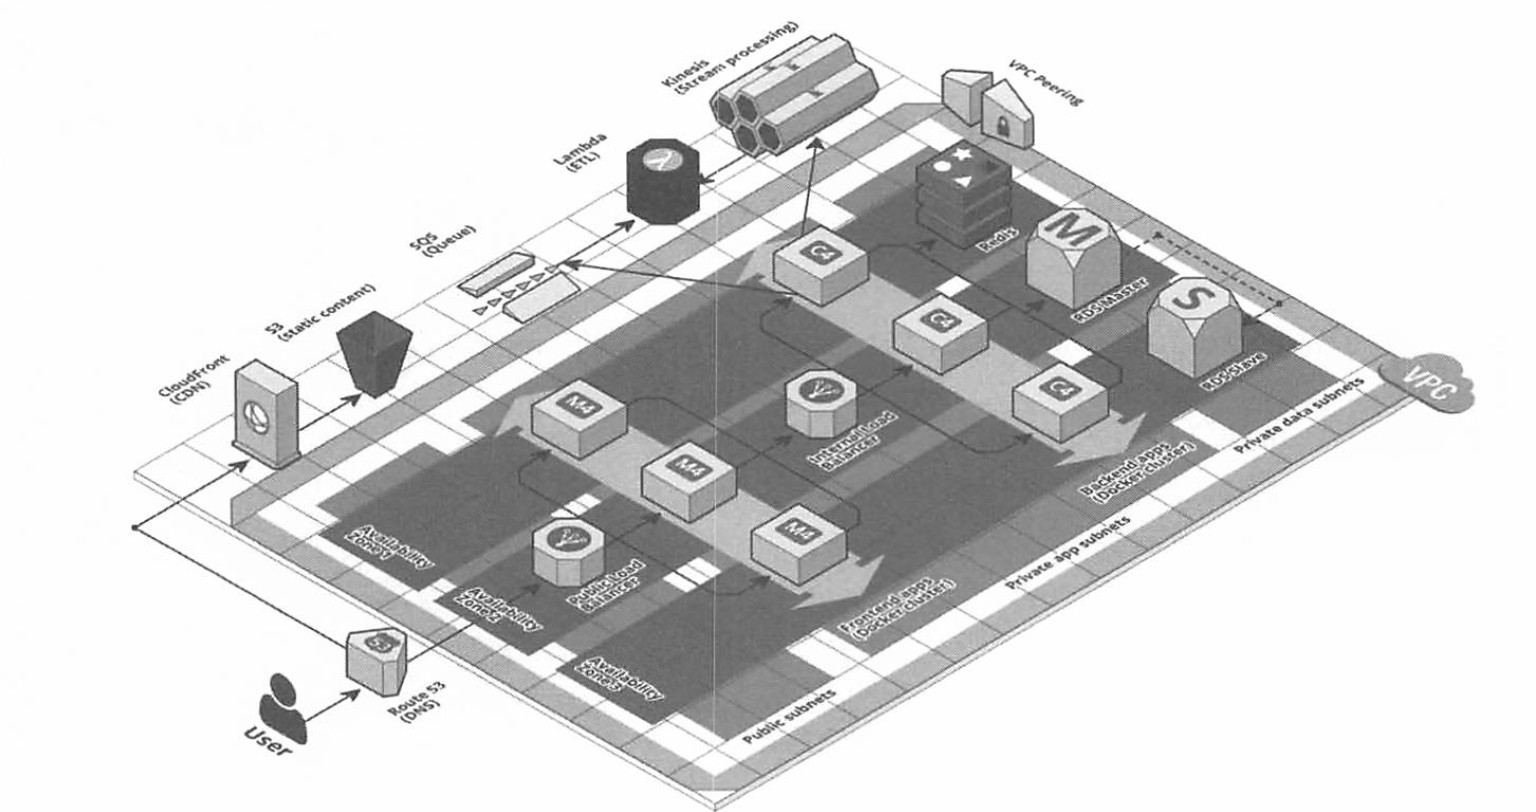 Kinesis
(Stream processing)
VPC Peering
Lambda
(ETL)
SQS
(Queue)
Redis
M
RDS Master
S
RDS Slave
S3
(static content)
CloudFront
(CDN)
C4
C4
C4
VPC
M4
M4
M4
Internal Load
Balancer
Private data subnets
Backend apps
(Docker cluster)
Private app subnets
Availability
Zone 1
Availability
Zone 2
Availability
Zone 3
Public Load
Balancer
Frontend apps
(Docker cluster)
Public subnets
53
Route 53
(DNS)
User